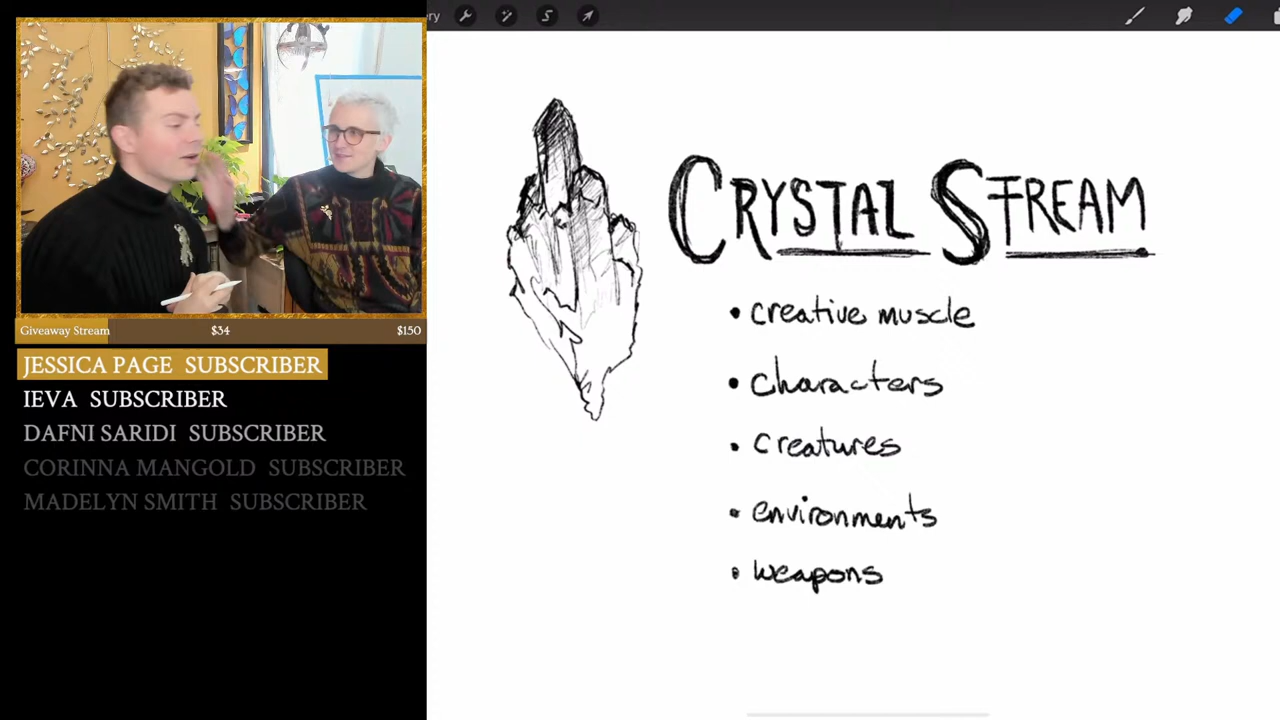 ry
Giveaway Stream $34 $150
JESSICA PAGE SUBSCRIBER
IEVA SUBSCRIBER
DAFNI SARIDI SUBSCRIBER
CORINNA MANGOLD SUBSCRIBER
MADELYN SMITH SUBSCRIBER
CRYSTAL STREAM
• creative muscle
• characters
• creatures
• environments
• weapons